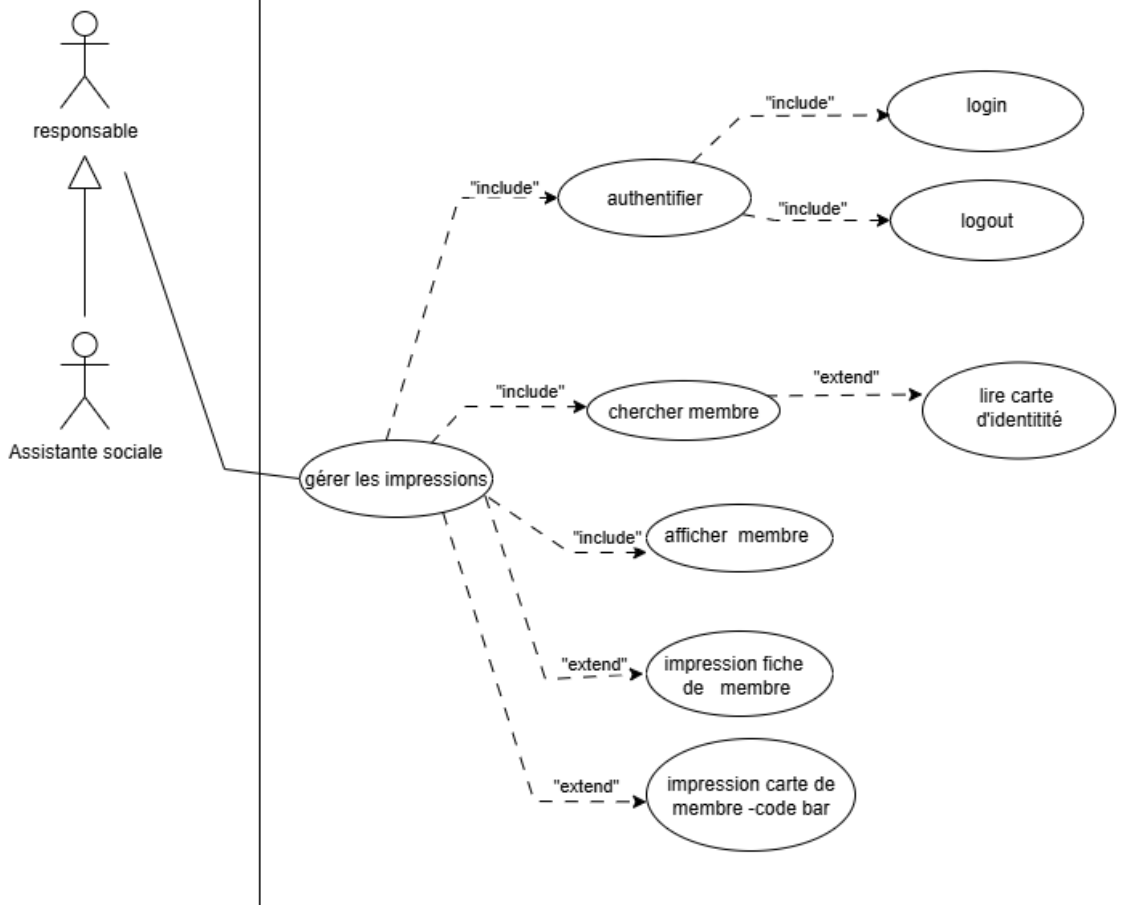 responsable
Assistante sociale
"include"
login
"include"
authentifier
"include"
logout
"include"
chercher membre
"extend"
lire carte
d'identitité
gérer les impressions
"include"
afficher membre
"extend"
impression fiche
de membre
"extend"
impression carte de
membre -code bar